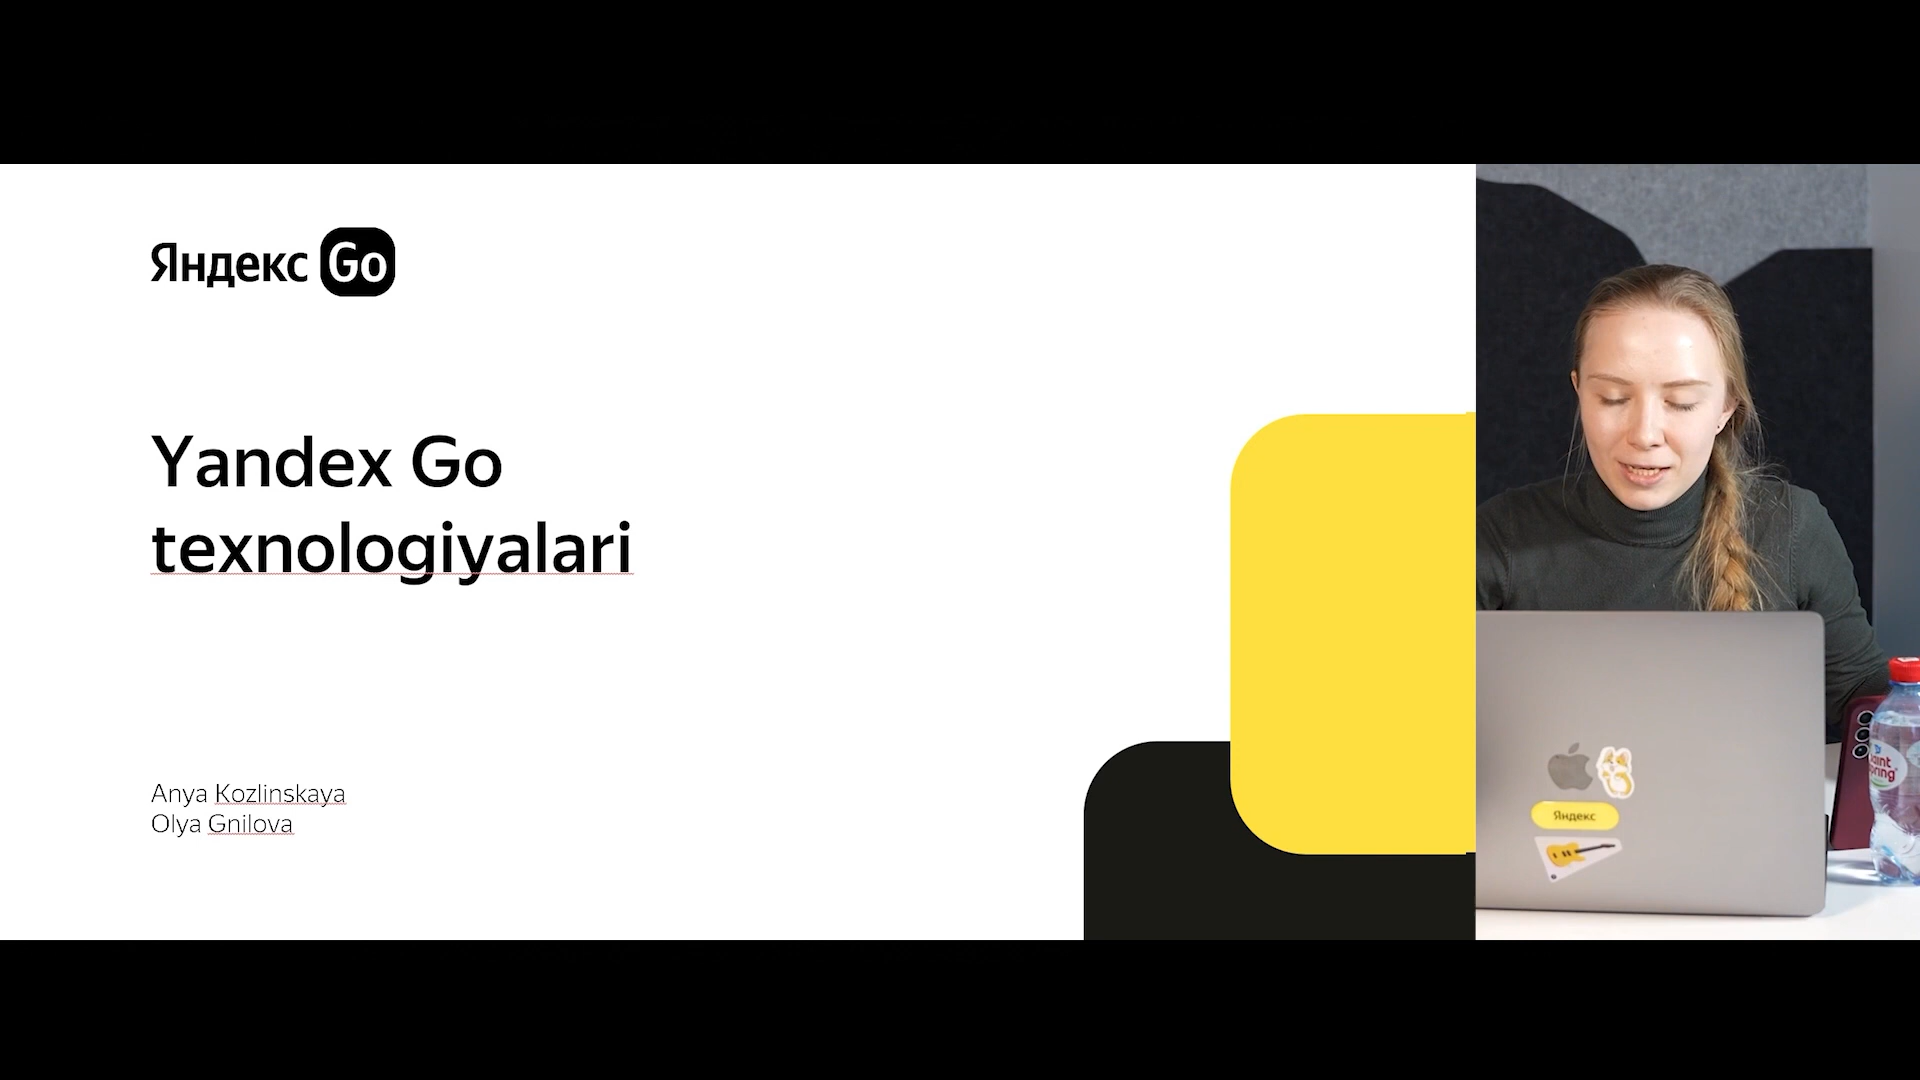 Яндекс Go
Yandex Go
texnologiyalari
Anya Kozlinskaya
Olya Gnilova
Яндекс